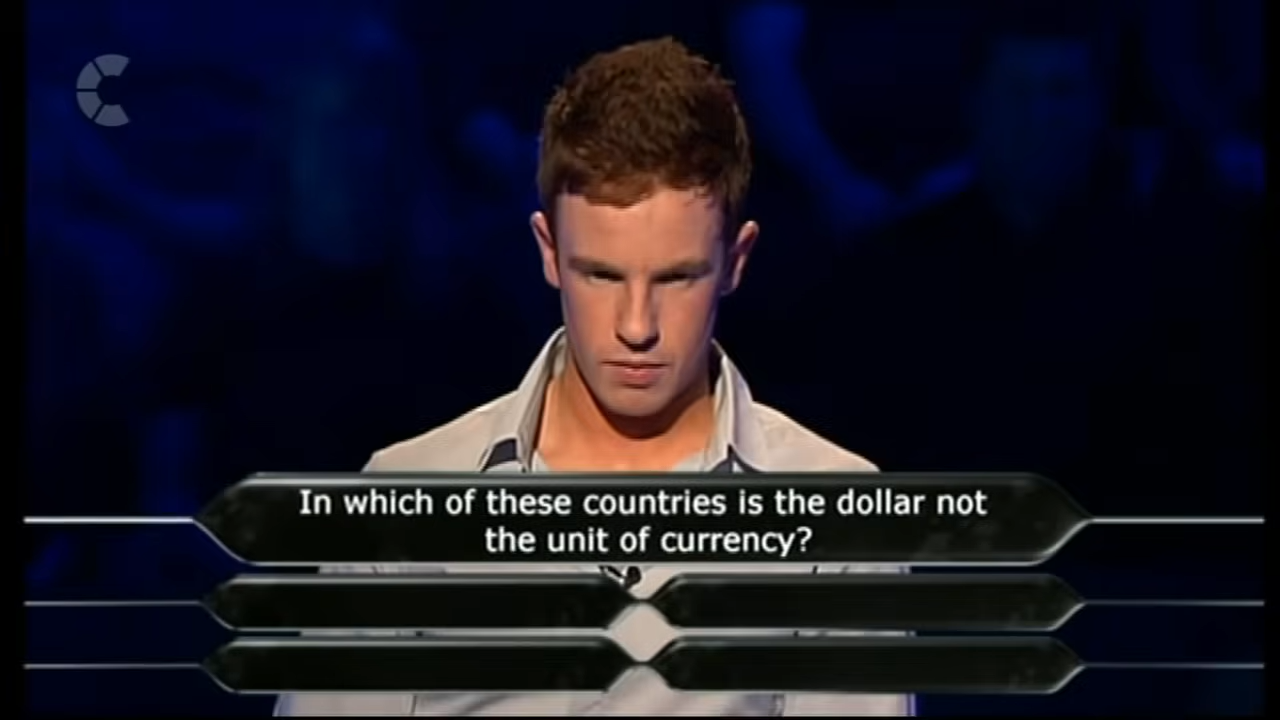 In which of these countries is the dollar not
the unit of currency?